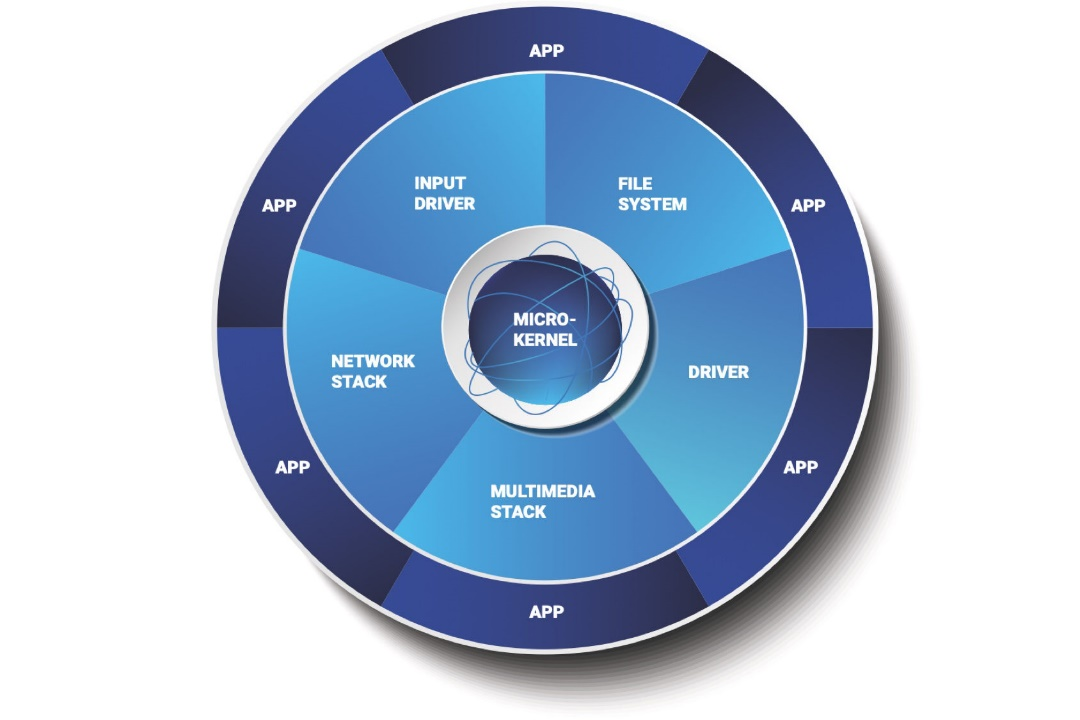 APP
INPUT
DRIVER
FILE
SYSTEM
APP
APP
MICRO-
KERNEL
NETWORK
STACK
DRIVER
APP
APP
MULTIMEDIA
STACK
APP